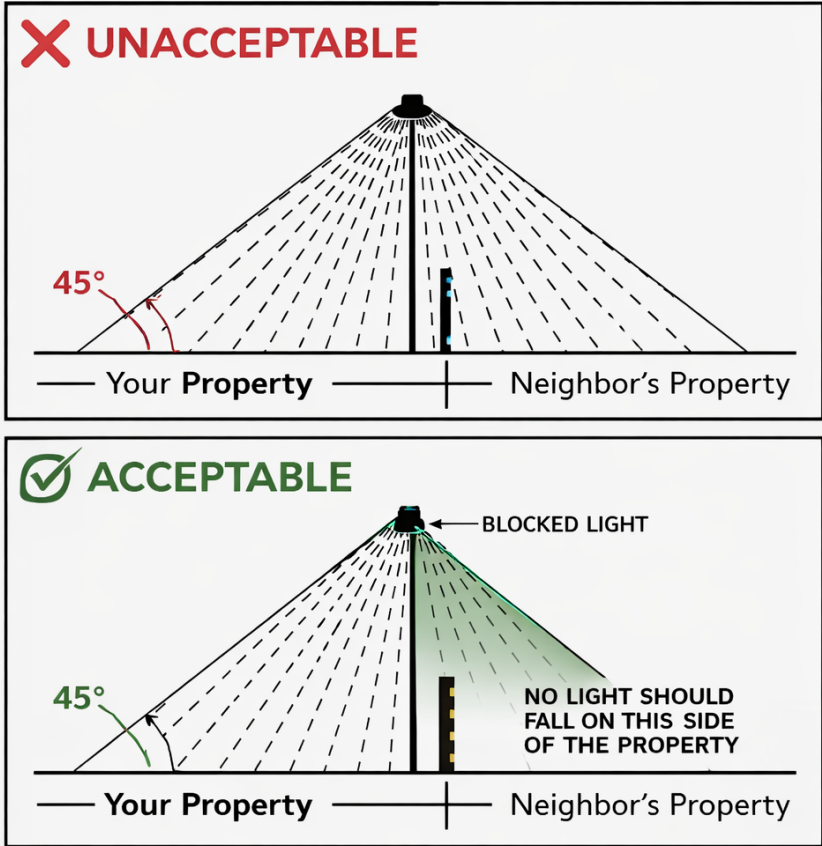 UNACCEPTABLE
45°
Your Property
Neighbor's Property
ACCEPTABLE
BLOCKED LIGHT
45°
NO LIGHT SHOULD
FALL ON THIS SIDE
OF THE PROPERTY
Your Property
Neighbor's Property